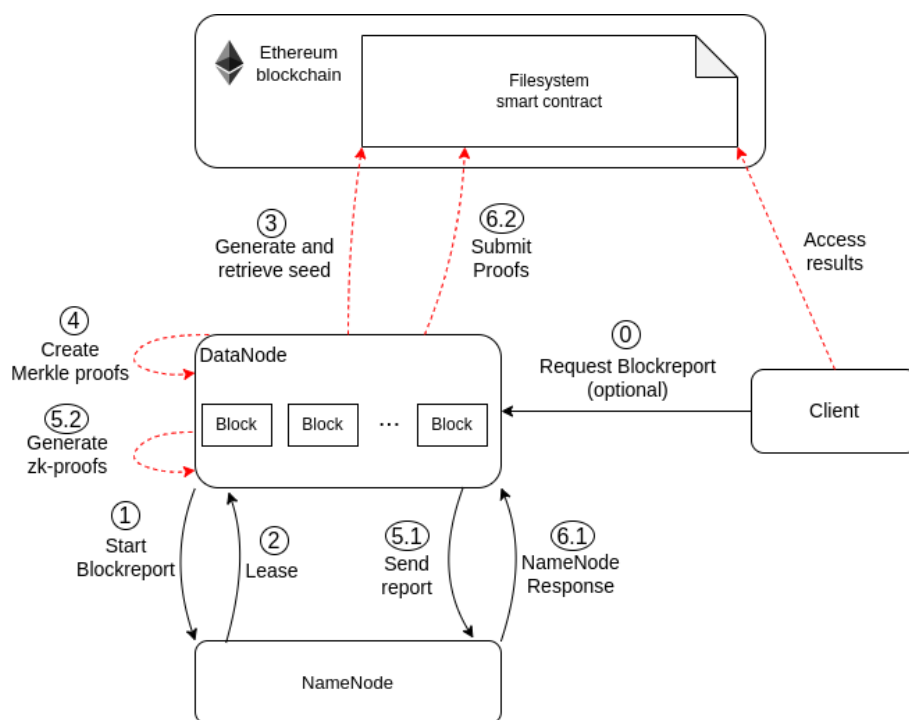 Ethereum
blockchain
Filesystem
smart contract
3
Generate and
retrieve seed
6.2
Submit
Proofs
Access
results
4
Create
Merkle proofs
DataNode
0
Request Blockreport
(optional)
Client
5.2
Generate
zk-proofs
Block
Block
...
Block
1
Start
Blockreport
2
Lease
5.1
Send
report
6.1
NameNode
Response
NameNode